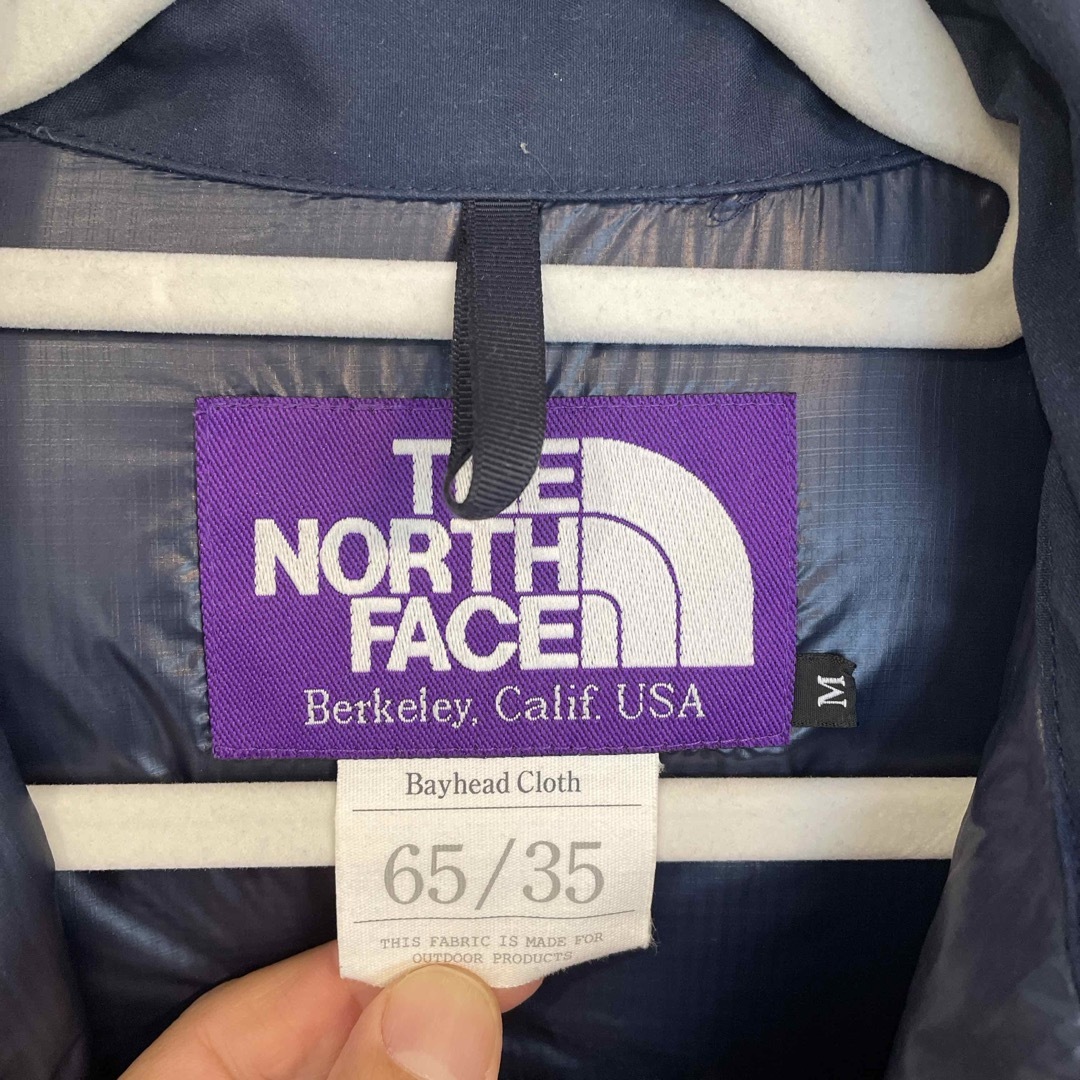 THE
NORTH
FACE
Berkeley, Calif. USA
M
Bayhead Cloth
65/35
THIS FABRIC IS MADE FOR
OUTDOOR PRODUCTS